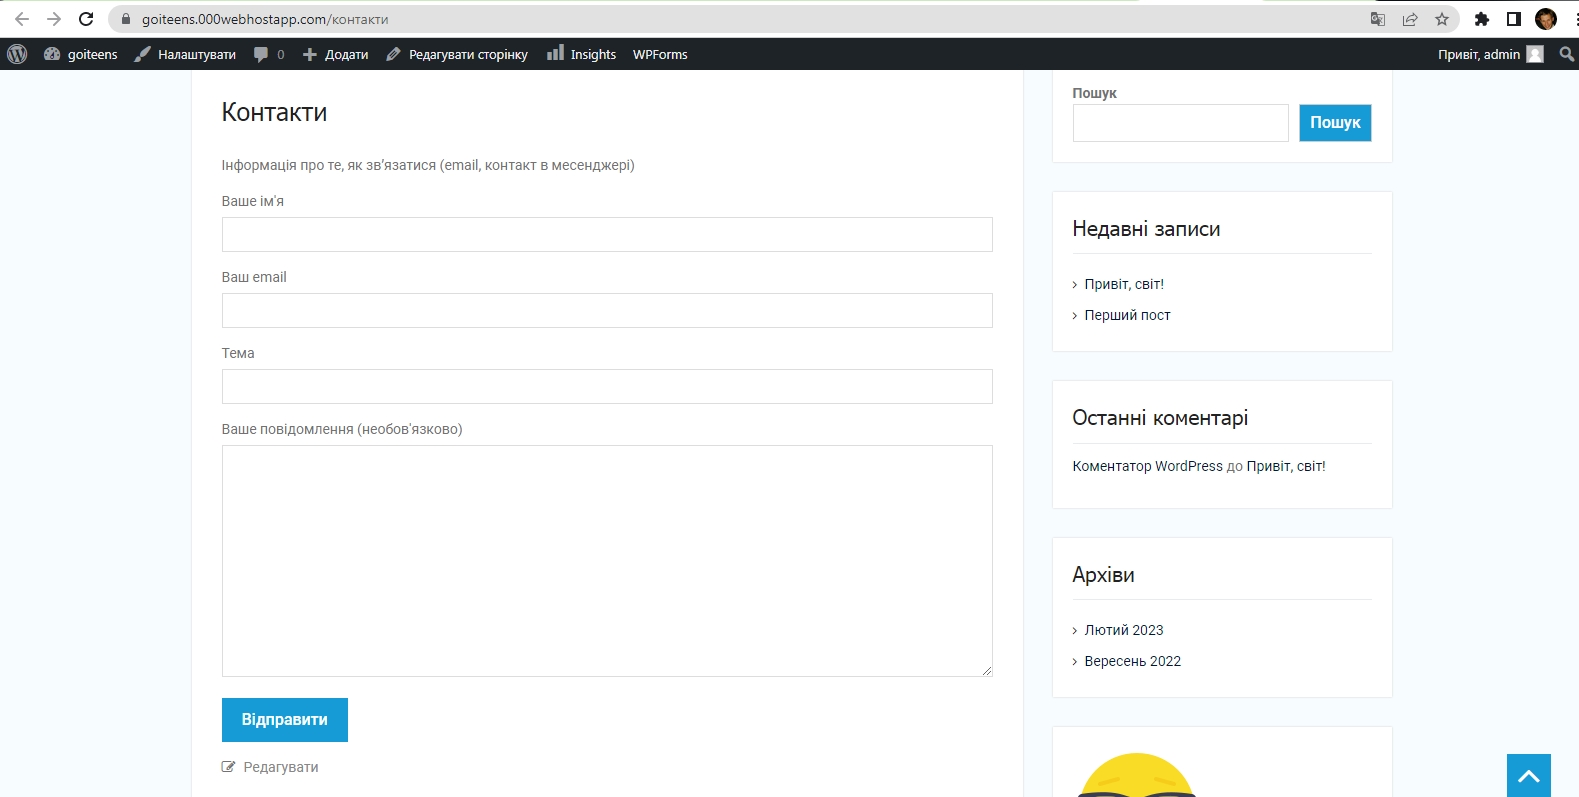 goiteens.000webhostapp.com/контакти
goiteens Налаштувати 0 Додати Редагувати сторінку Insights WPForms Привіт, admin
Контакти
Інформація про те, як зв’язатися (email, контакт в месенджері)
Ваше ім'я
Ваш email
Тема
Ваше повідомлення (необов'язково)
Відправити
Редагувати
Пошук
Пошук
Недавні записи
Привіт, світ!
Перший пост
Останні коментарі
Коментатор WordPress до Привіт, світ!
Архіви
Лютий 2023
Вересень 2022